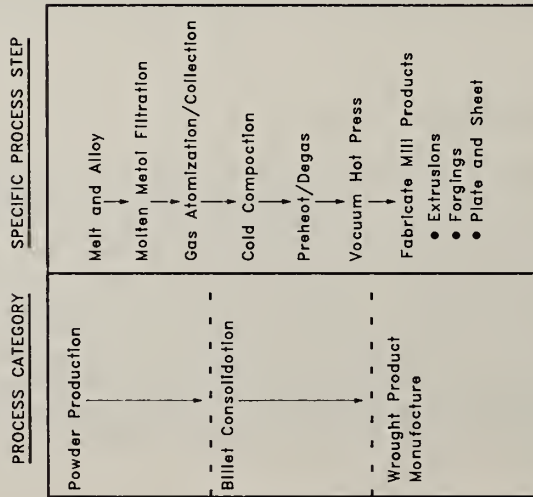 PROCESS CATEGORY
Powder Production
Billet Consolidation
Wrought Product
Manufacture
SPECIFIC PROCESS STEP
Melt and Alloy
Molten Metal Filtration
Gas Atomization/Collection
Cold Compaction
Preheat/Degas
Vacuum Hot Press
Fabricate Mill Products
● Extrusions
● Forgings
● Plate and Sheet